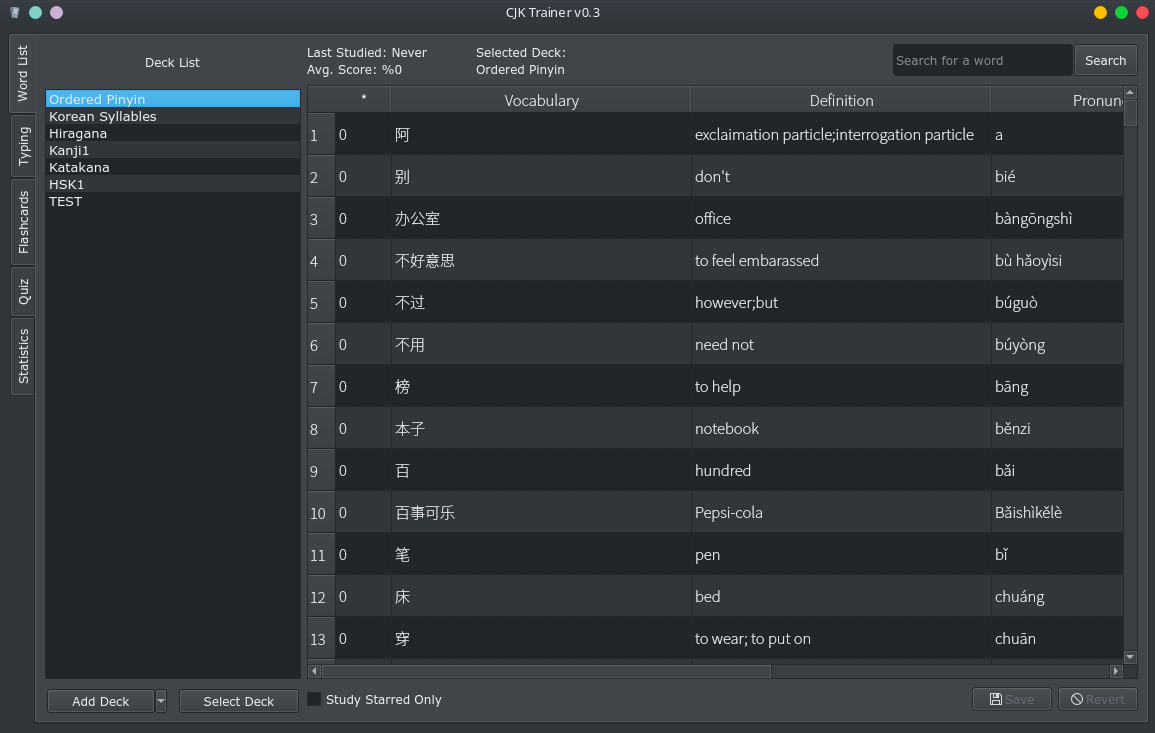 CJK Trainer v0.3
Word List
Typing
Flashcards
Quiz
Statistics
Deck List
Ordered Pinyin
Korean Syllables
Hiragana
Kanji1
Katakana
HSK1
TEST
Add Deck
Select Deck
Last Studied: Never
Avg. Score: %0
Selected Deck:
Ordered Pinyin
Search for a word
Search
* Vocabulary Definition Pronun
1 0 阿 exclaimation particle;interrogation particle a
2 0 别 don't bié
3 0 办公室 office bàngōngshì
4 0 不好意思 to feel embarassed bù hǎoyìsi
5 0 不过 however;but búguò
6 0 不用 need not búyòng
7 0 榜 to help bāng
8 0 本子 notebook běnzi
9 0 百 hundred bǎi
10 0 百事可乐 Pepsi-cola Bǎishìkělè
11 0 笔 pen bǐ
12 0 床 bed chuáng
13 0 穿 to wear; to put on chuān
Study Starred Only
Save
Revert